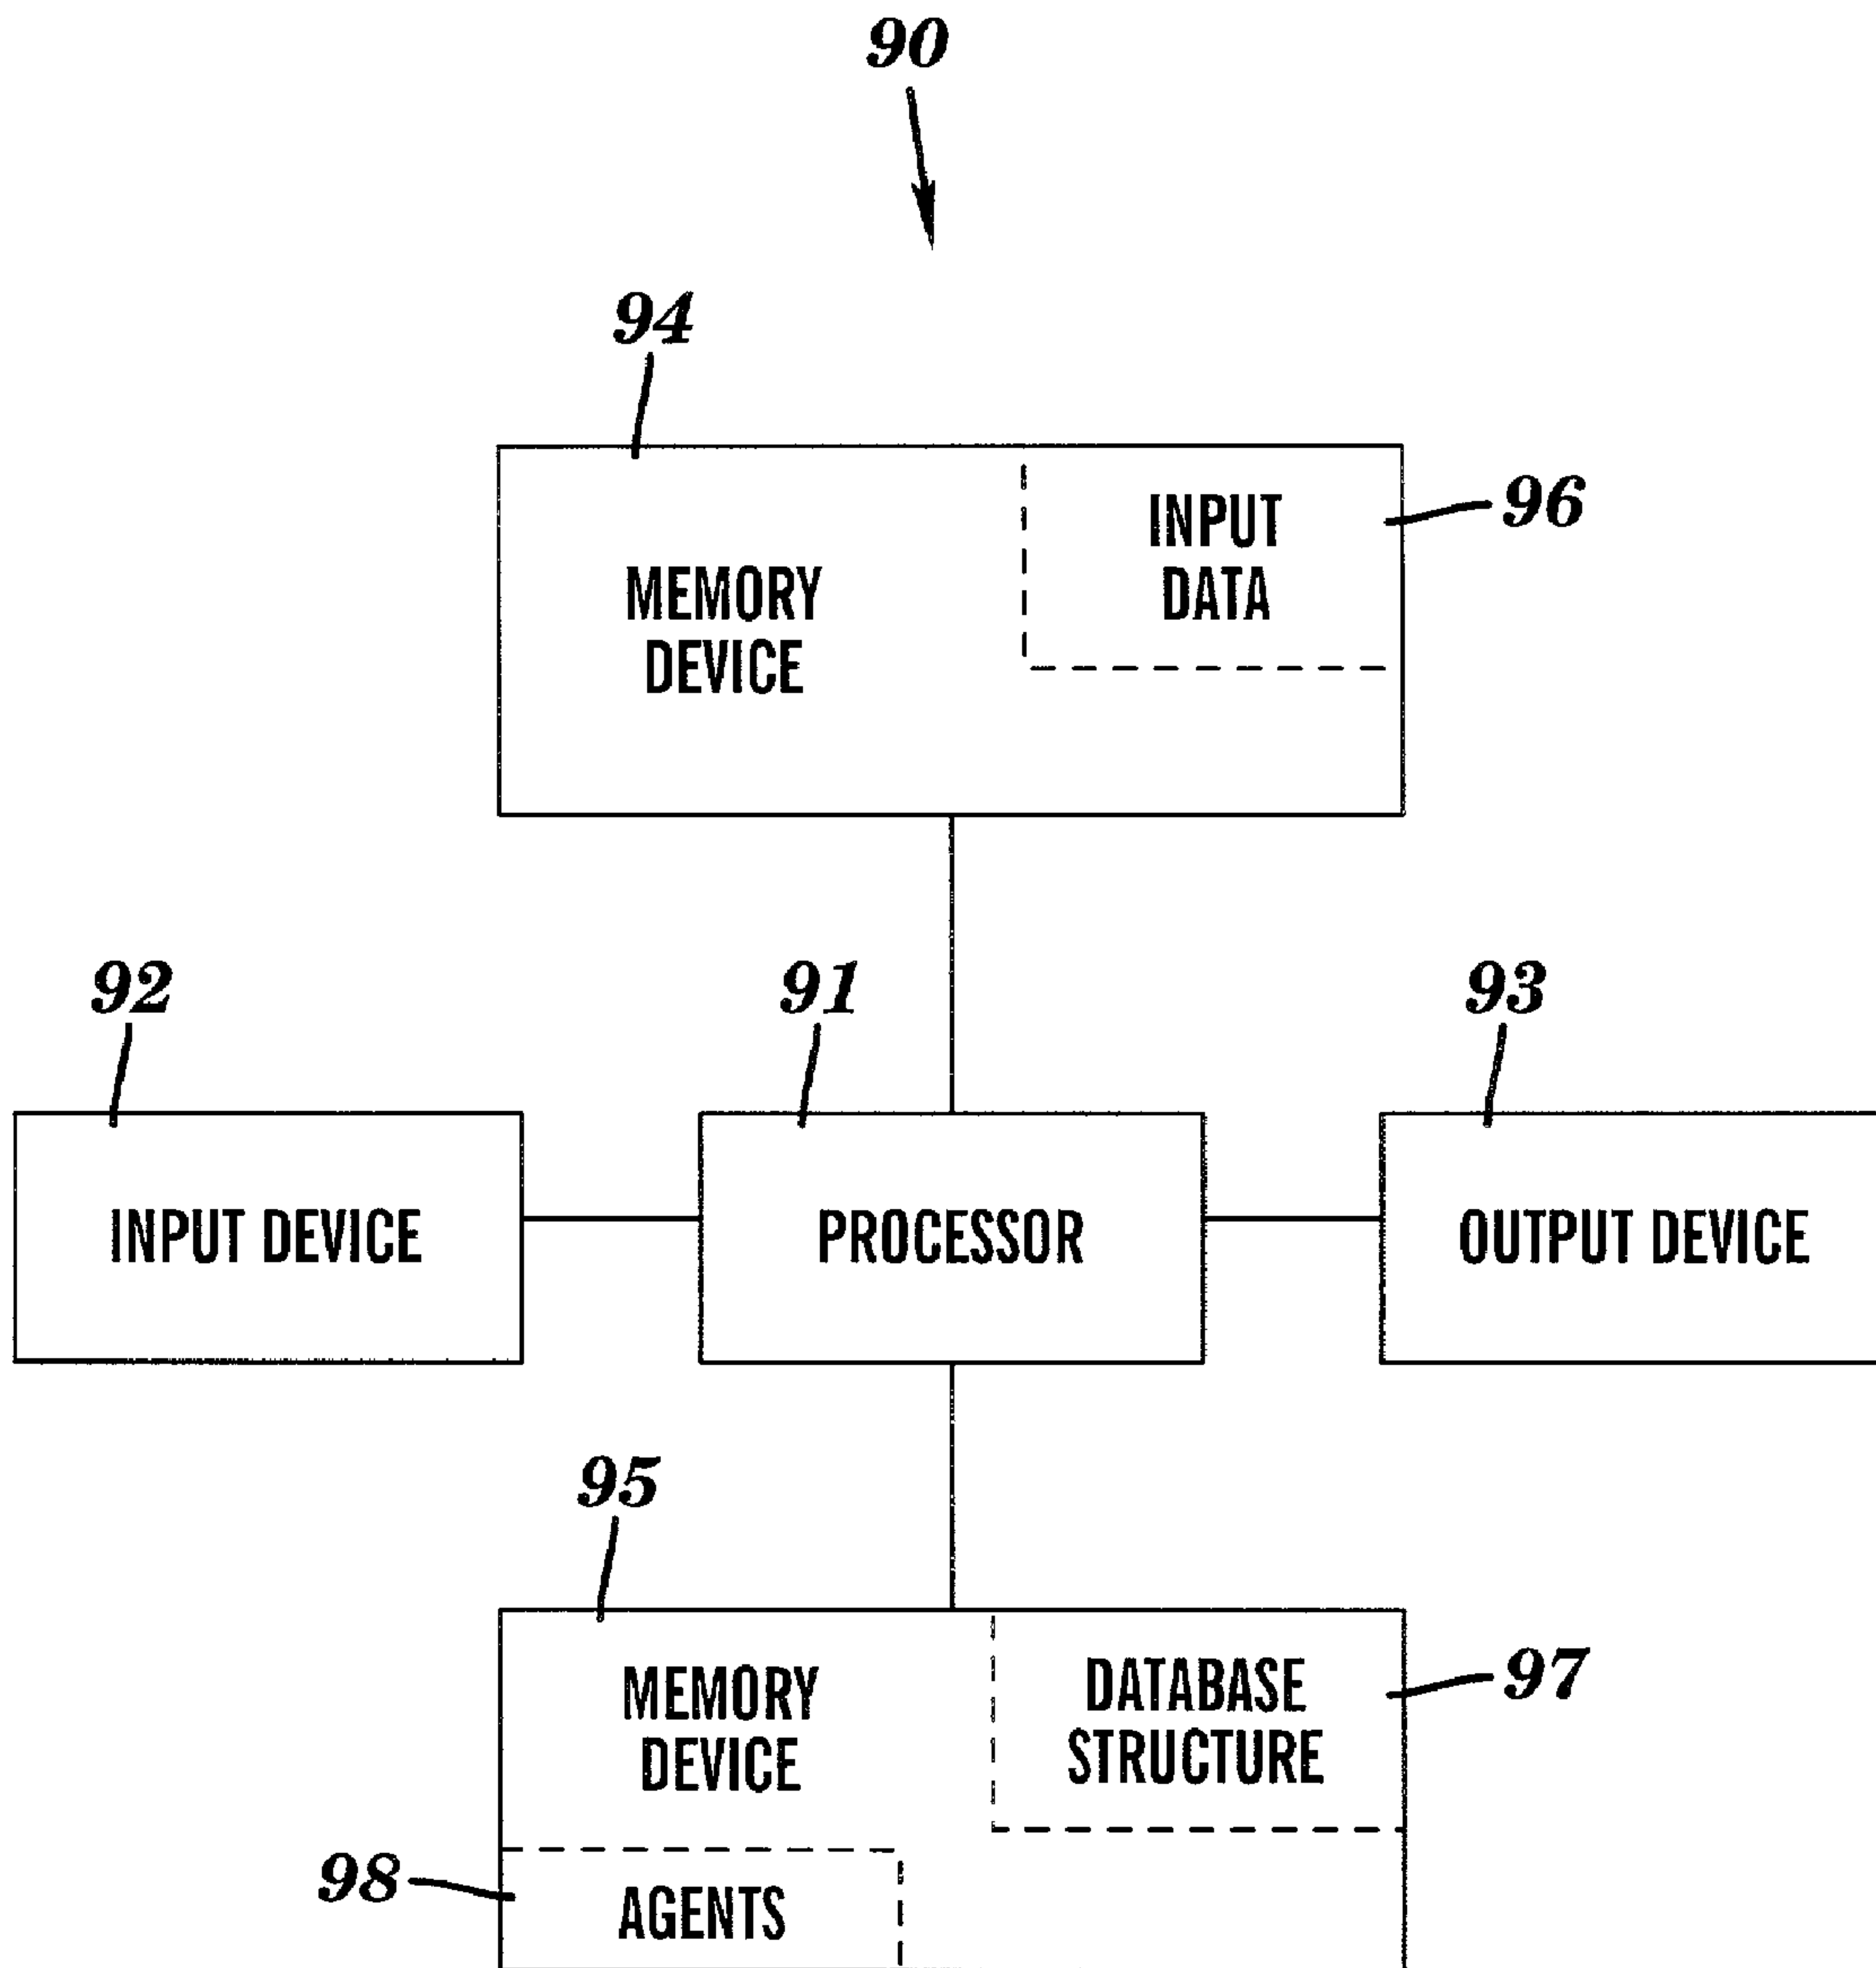 90
94
INPUT
DATA
96
MEMORY
DEVICE
92
91
93
INPUT DEVICE
PROCESSOR
OUTPUT DEVICE
95
MEMORY
DEVICE
DATABASE
STRUCTURE
97
98
AGENTS